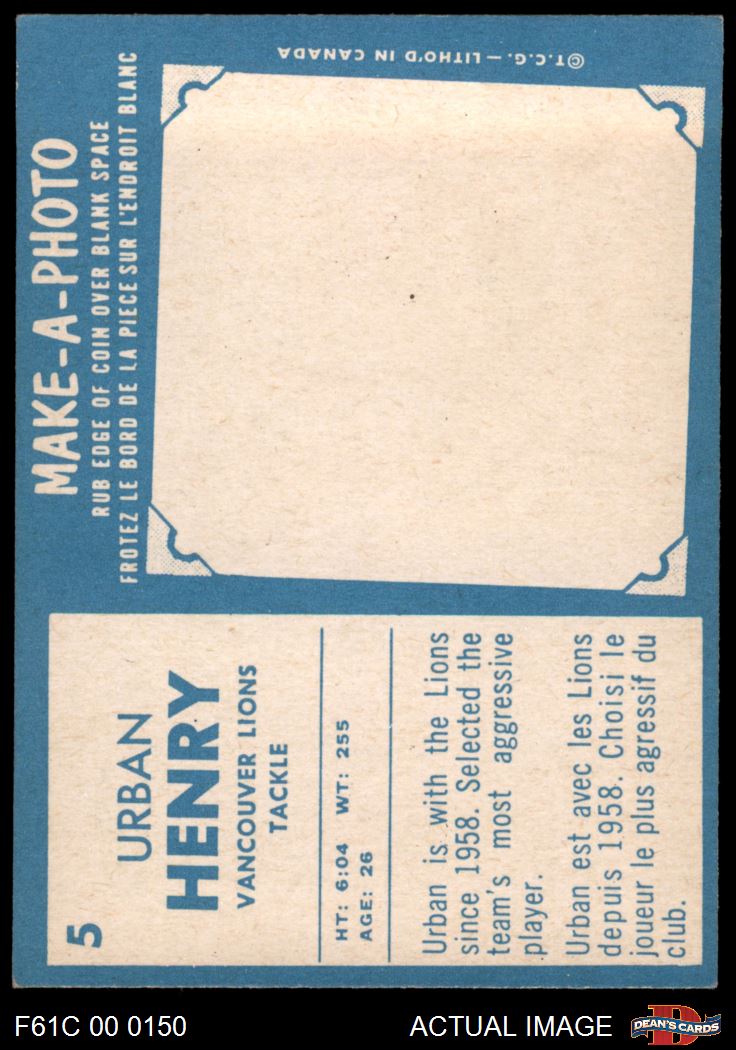 5
URBAN
HENRY
VANCOUVER LIONS
TACKLE
HT: 6:04 WT: 255
AGE: 26
Urban is with the Lions
since 1958. Selected the
team's most aggressive
player.
Urban est avec les Lions
depuis 1958. Choisi le
joueur le plus agressif du
club.
MAKE-A-PHOTO
RUB EDGE OF COIN OVER BLANK SPACE
FROTEZ LE BORD DE LA PIECE SUR L'ENDROIT BLANC
©T.C.G. — LITHO'D IN CANADA
F61C 00 0150
ACTUAL IMAGE
DEAN'S CARDS